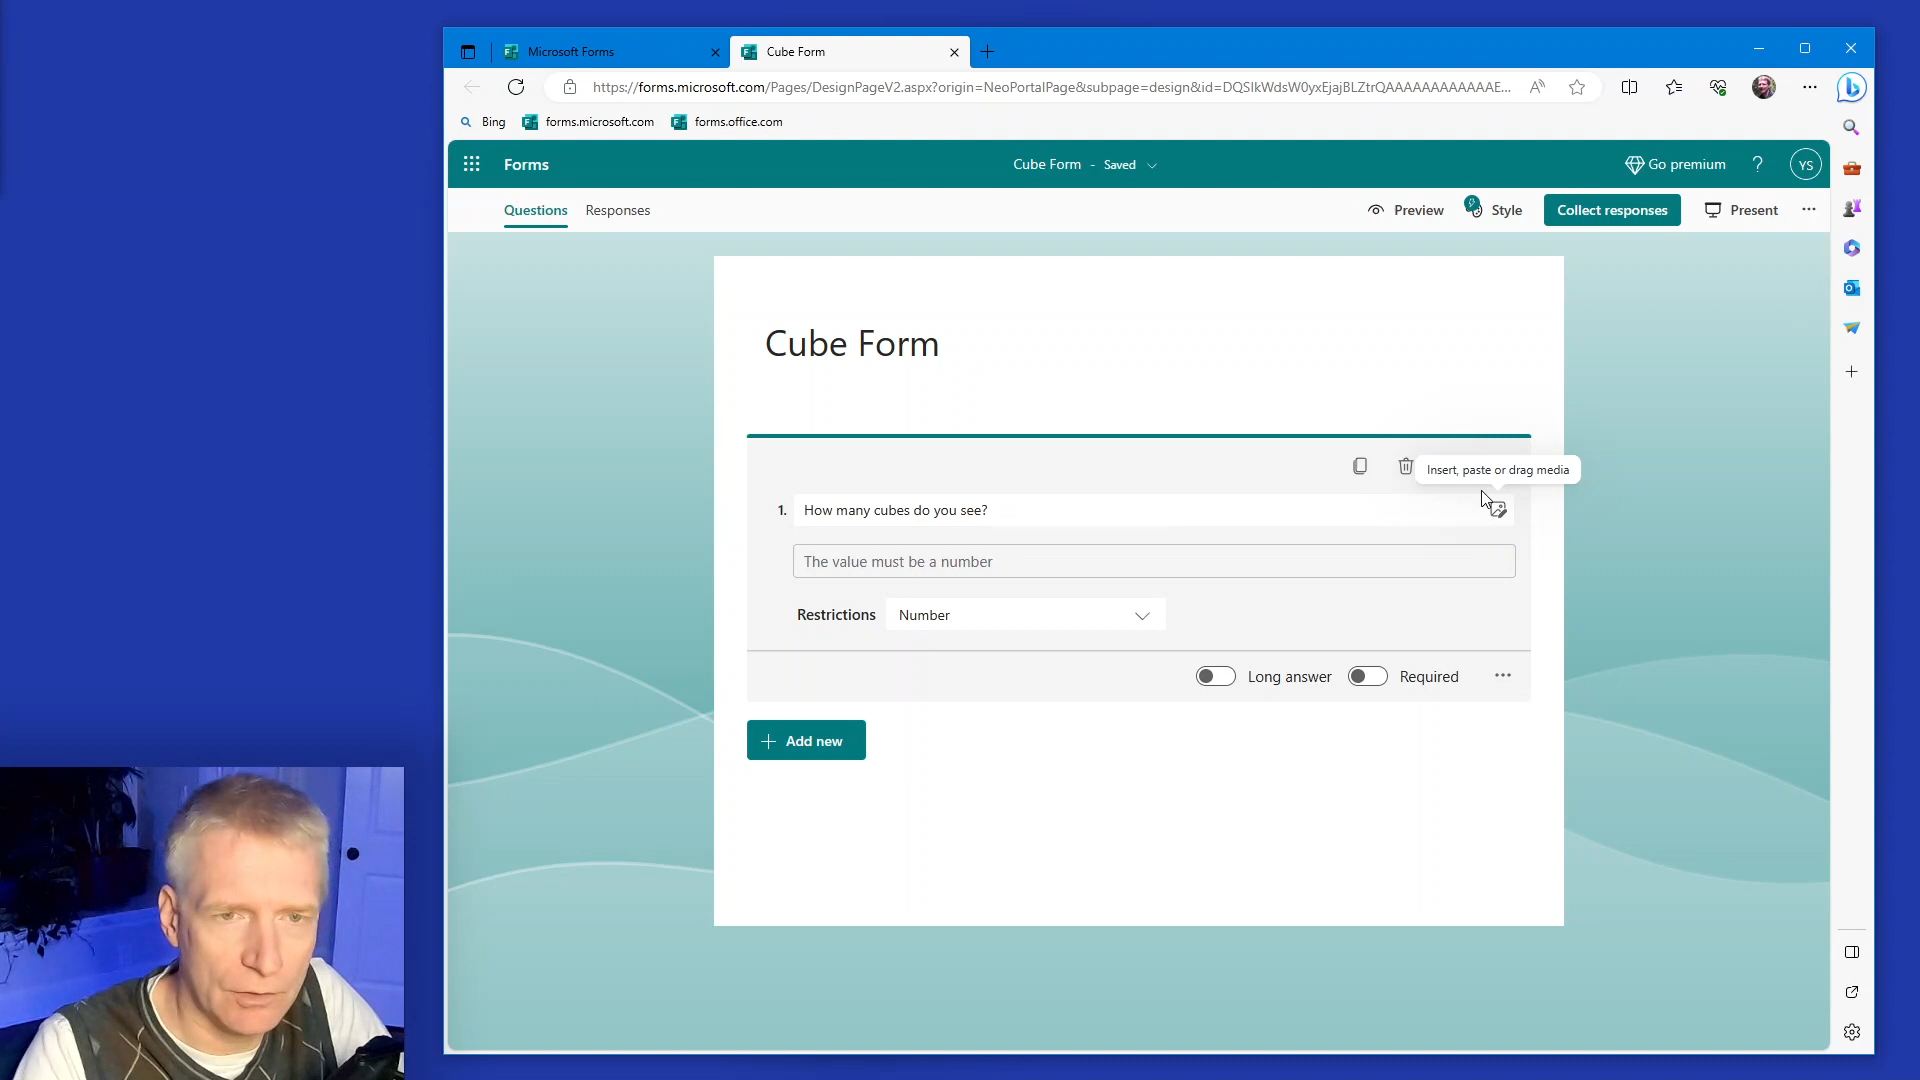 Microsoft Forms
Cube Form
https://forms.microsoft.com/Pages/DesignPageV2.aspx?origin=NeoPortalPage&subpage=design&id=DQSIkWdsW0yxEjajBLZtrQAAAAAAAAAAAAE...
Bing
forms.microsoft.com
forms.office.com
Forms
Cube Form - Saved
Go premium
?
YS
Questions
Responses
Preview
Style
Collect responses
Present
Cube Form
Insert, paste or drag media
1. How many cubes do you see?
The value must be a number
Restrictions
Number
Long answer
Required
Add new